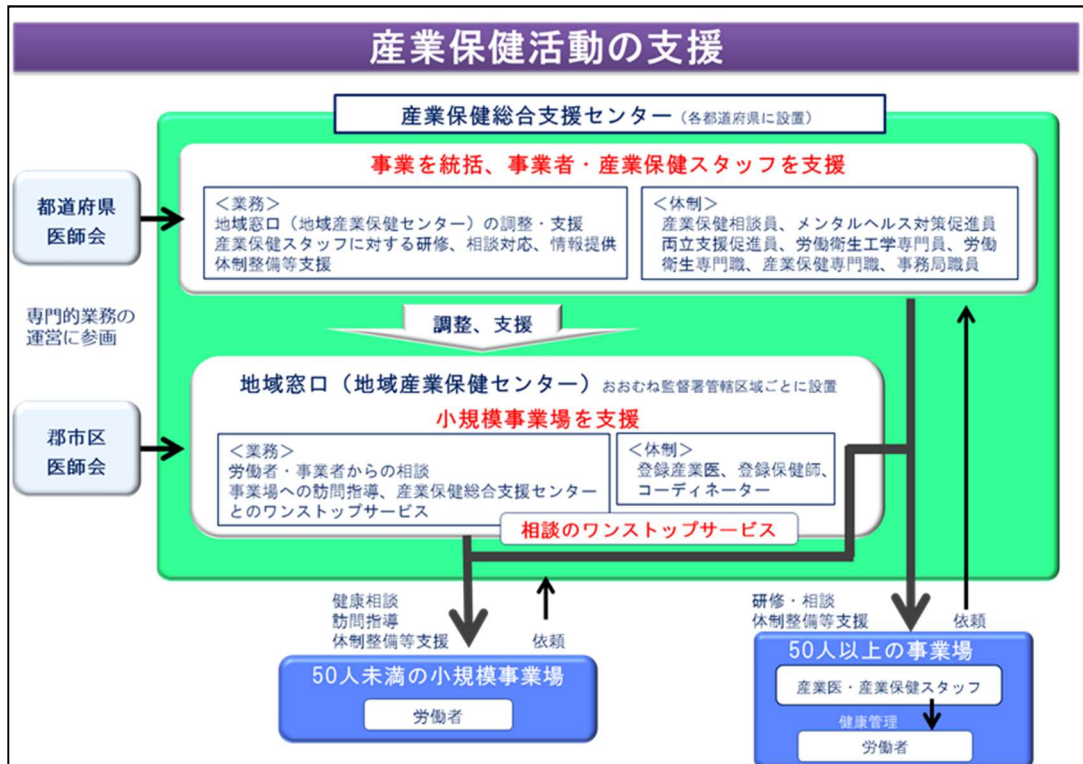 産業保健活動の支援
産業保健総合支援センター（各都道府県に設置）
事業を統括、事業者・産業保健スタッフを支援
都道府県
医師会
＜業務＞
地域窓口（地域産業保健センター）の調整・支援
産業保健スタッフに対する研修、相談対応、情報提供
体制整備等支援
＜体制＞
産業保健相談員、メンタルヘルス対策促進員
両立支援促進員、労働衛生工学専門員、労働
衛生専門職、産業保健専門職、事務局職員
専門的業務の
運営に参画
調整、支援
地域窓口（地域産業保健センター）おおむね監督署管轄区域ごとに設置
小規模事業場を支援
郡市区
医師会
＜業務＞
労働者・事業者からの相談
事業場への訪問指導、産業保健総合支援センター
とのワンストップサービス
＜体制＞
登録産業医、登録保健師、
コーディネーター
相談のワンストップサービス
健康相談
訪問指導
体制整備等支援
依頼
研修・相談
体制整備等支援
依頼
50人未満の小規模事業場
労働者
50人以上の事業場
産業医・産業保健スタッフ
健康管理
労働者